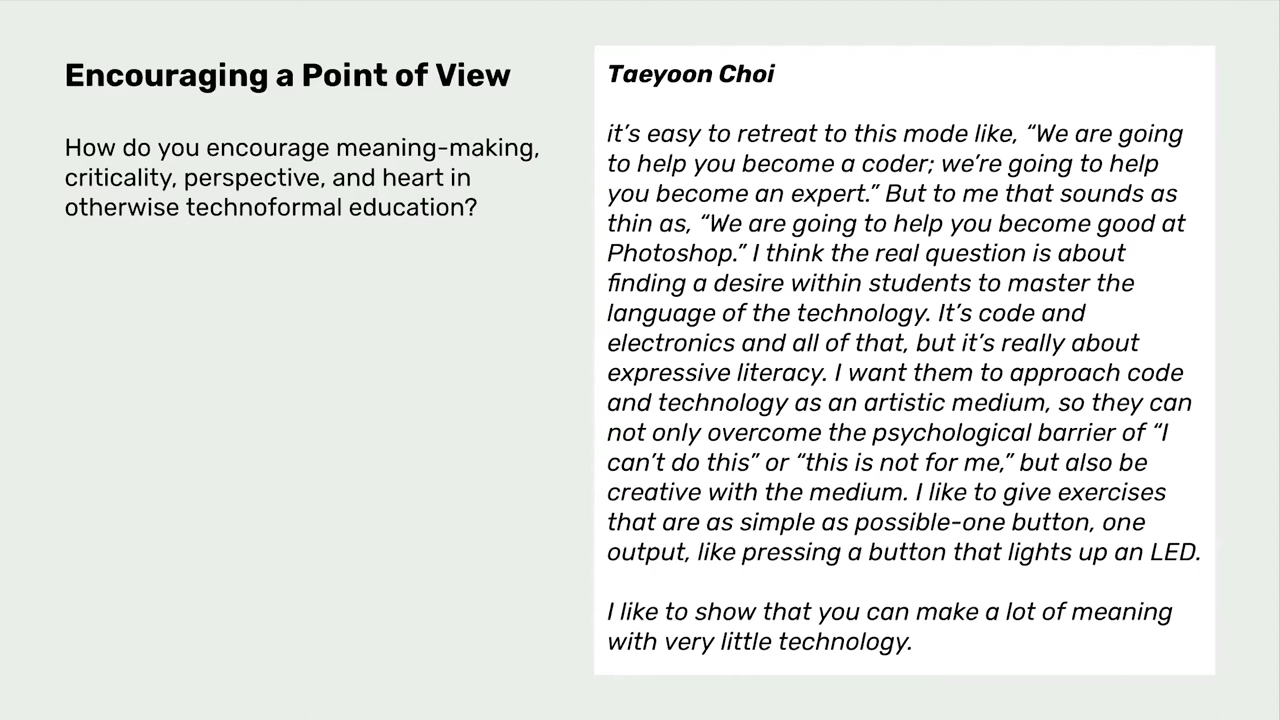 Encouraging a Point of View
How do you encourage meaning-making,
criticality, perspective, and heart in
otherwise technoformal education?
Taeyoon Choi
it's easy to retreat to this mode like, “We are going
to help you become a coder; we're going to help
you become an expert.” But to me that sounds as
thin as, “We are going to help you become good at
Photoshop.” I think the real question is about
finding a desire within students to master the
language of the technology. It's code and
electronics and all of that, but it's really about
expressive literacy. I want them to approach code
and technology as an artistic medium, so they can
not only overcome the psychological barrier of “I
can't do this” or “this is not for me,” but also be
creative with the medium. I like to give exercises
that are as simple as possible-one button, one
output, like pressing a button that lights up an LED.
I like to show that you can make a lot of meaning
with very little technology.